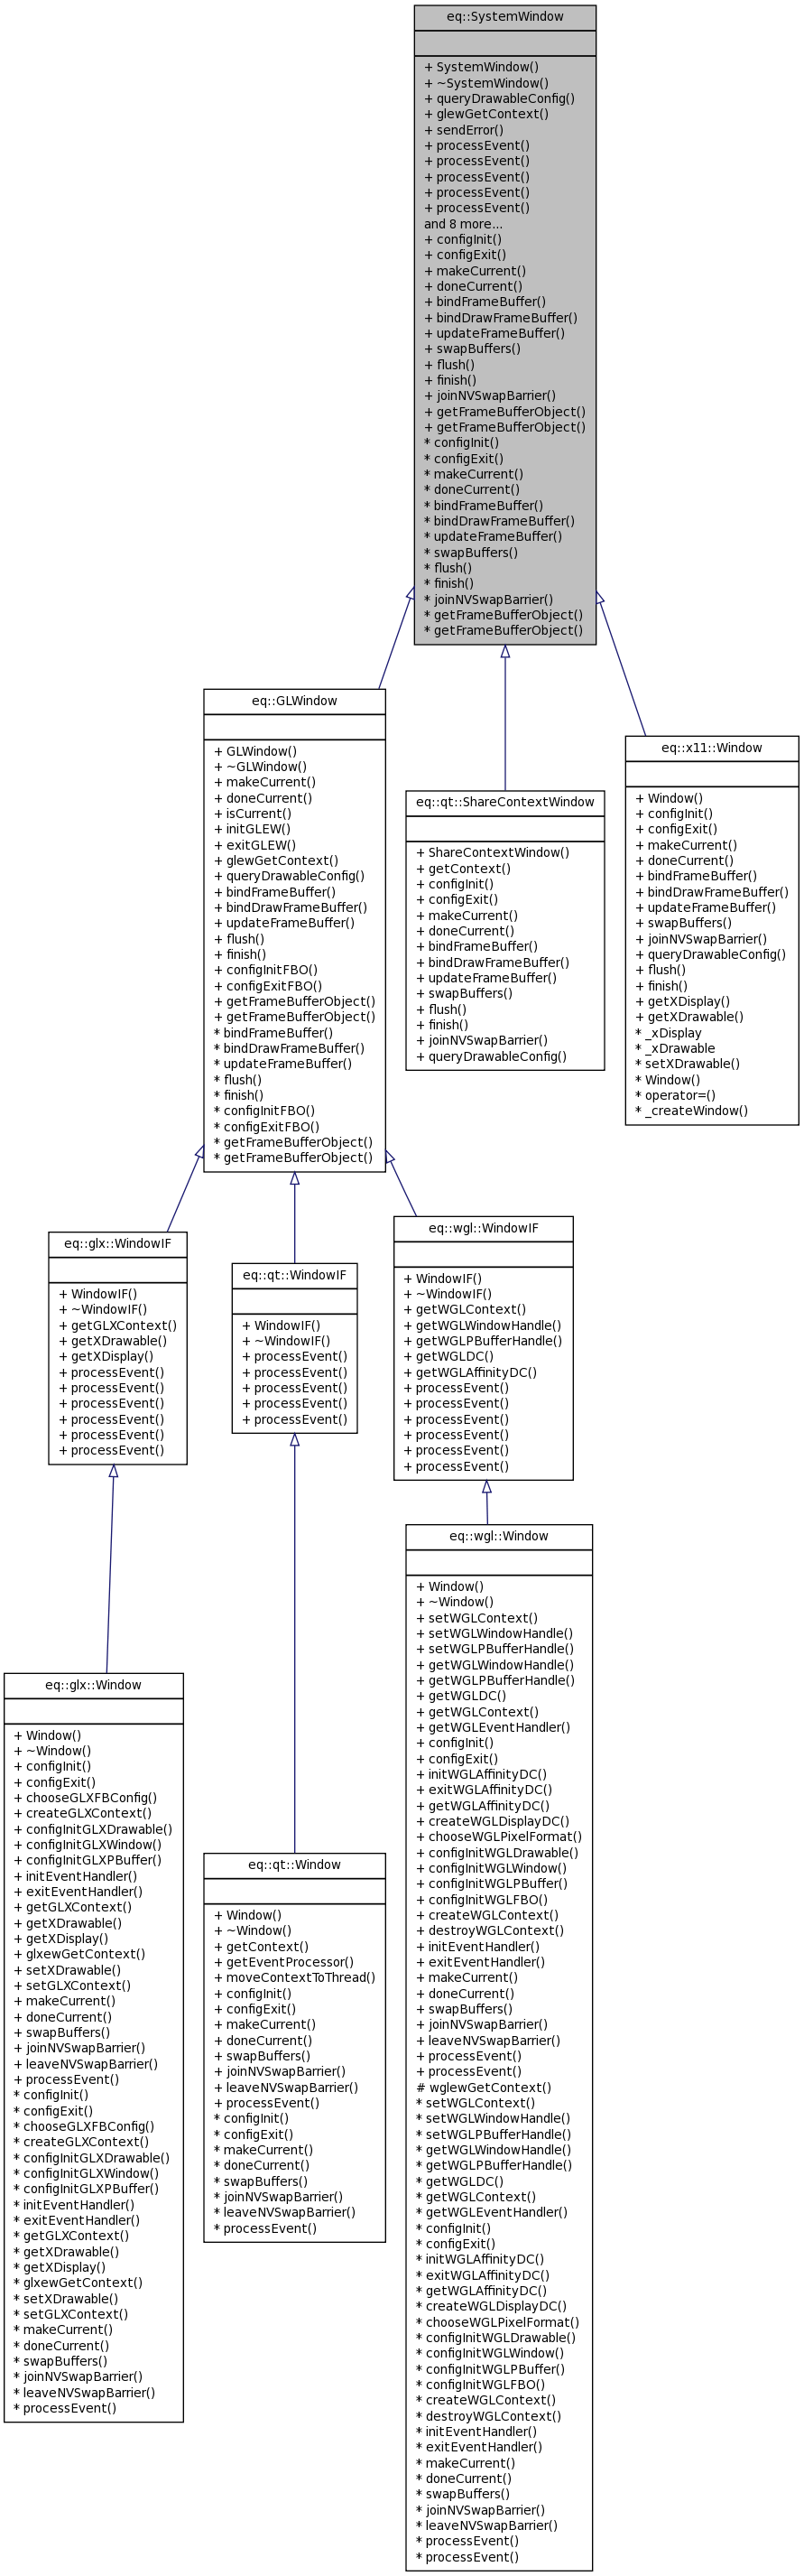 eq::SystemWindow
+ SystemWindow()
+ ~SystemWindow()
+ queryDrawableConfig()
+ glewGetContext()
+ sendError()
+ processEvent()
+ processEvent()
+ processEvent()
+ processEvent()
+ processEvent()
and 8 more...
+ configInit()
+ configExit()
+ makeCurrent()
+ doneCurrent()
+ bindFrameBuffer()
+ bindDrawFrameBuffer()
+ updateFrameBuffer()
+ swapBuffers()
+ flush()
+ finish()
+ joinNVSwapBarrier()
+ getFrameBufferObject()
+ getFrameBufferObject()
* configInit()
* configExit()
* makeCurrent()
* doneCurrent()
* bindFrameBuffer()
* bindDrawFrameBuffer()
* updateFrameBuffer()
* swapBuffers()
* flush()
* finish()
* joinNVSwapBarrier()
* getFrameBufferObject()
* getFrameBufferObject()
eq::GLWindow
+ GLWindow()
+ ~GLWindow()
+ makeCurrent()
+ doneCurrent()
+ isCurrent()
+ initGLEW()
+ exitGLEW()
+ glewGetContext()
+ queryDrawableConfig()
+ bindFrameBuffer()
+ bindDrawFrameBuffer()
+ updateFrameBuffer()
+ flush()
+ finish()
+ configInitFBO()
+ configExitFBO()
+ getFrameBufferObject()
+ getFrameBufferObject()
* bindFrameBuffer()
* bindDrawFrameBuffer()
* updateFrameBuffer()
* flush()
* finish()
* configInitFBO()
* configExitFBO()
* getFrameBufferObject()
* getFrameBufferObject()
eq::qt::ShareContextWindow
+ ShareContextWindow()
+ getContext()
+ configInit()
+ configExit()
+ makeCurrent()
+ doneCurrent()
+ bindFrameBuffer()
+ bindDrawFrameBuffer()
+ updateFrameBuffer()
+ swapBuffers()
+ flush()
+ finish()
+ joinNVSwapBarrier()
+ queryDrawableConfig()
eq::x11::Window
+ Window()
+ configInit()
+ configExit()
+ makeCurrent()
+ doneCurrent()
+ bindFrameBuffer()
+ bindDrawFrameBuffer()
+ updateFrameBuffer()
+ swapBuffers()
+ joinNVSwapBarrier()
+ queryDrawableConfig()
+ flush()
+ finish()
+ getXDisplay()
+ getXDrawable()
* _xDisplay
* _xDrawable
* setXDrawable()
* Window()
* operator=()
* _createWindow()
eq::glx::WindowIF
+ WindowIF()
+ ~WindowIF()
+ getGLXContext()
+ getXDrawable()
+ getXDisplay()
+ processEvent()
+ processEvent()
+ processEvent()
+ processEvent()
+ processEvent()
+ processEvent()
eq::qt::WindowIF
+ WindowIF()
+ ~WindowIF()
+ processEvent()
+ processEvent()
+ processEvent()
+ processEvent()
+ processEvent()
eq::wgl::WindowIF
+ WindowIF()
+ ~WindowIF()
+ getWGLContext()
+ getWGLWindowHandle()
+ getWGLPBufferHandle()
+ getWGLDC()
+ getWGLAffinityDC()
+ processEvent()
+ processEvent()
+ processEvent()
+ processEvent()
+ processEvent()
+ processEvent()
eq::glx::Window
+ Window()
+ ~Window()
+ configInit()
+ configExit()
+ chooseGLXFBConfig()
+ createGLXContext()
+ configInitGLXDrawable()
+ configInitGLXWindow()
+ configInitGLXPBuffer()
+ initEventHandler()
+ exitEventHandler()
+ getGLXContext()
+ getXDrawable()
+ getXDisplay()
+ glxewGetContext()
+ setXDrawable()
+ setGLXContext()
+ makeCurrent()
+ doneCurrent()
+ swapBuffers()
+ joinNVSwapBarrier()
+ leaveNVSwapBarrier()
+ processEvent()
* configInit()
* configExit()
* chooseGLXFBConfig()
* createGLXContext()
* configInitGLXDrawable()
* configInitGLXWindow()
* configInitGLXPBuffer()
* initEventHandler()
* exitEventHandler()
* getGLXContext()
* getXDrawable()
* getXDisplay()
* glxewGetContext()
* setXDrawable()
* setGLXContext()
* makeCurrent()
* doneCurrent()
* swapBuffers()
* joinNVSwapBarrier()
* leaveNVSwapBarrier()
* processEvent()
eq::qt::Window
+ Window()
+ ~Window()
+ getContext()
+ getEventProcessor()
+ moveContextToThread()
+ configInit()
+ configExit()
+ makeCurrent()
+ doneCurrent()
+ swapBuffers()
+ joinNVSwapBarrier()
+ leaveNVSwapBarrier()
+ processEvent()
* configInit()
* configExit()
* makeCurrent()
* doneCurrent()
* swapBuffers()
* joinNVSwapBarrier()
* leaveNVSwapBarrier()
* processEvent()
eq::wgl::Window
+ Window()
+ ~Window()
+ setWGLContext()
+ setWGLWindowHandle()
+ setWGLPBufferHandle()
+ getWGLWindowHandle()
+ getWGLPBufferHandle()
+ getWGLDC()
+ getWGLContext()
+ getWGLEventHandler()
+ configInit()
+ configExit()
+ initWGLAffinityDC()
+ exitWGLAffinityDC()
+ getWGLAffinityDC()
+ createWGLDisplayDC()
+ chooseWGLPixelFormat()
+ configInitWGLDrawable()
+ configInitWGLWindow()
+ configInitWGLPBuffer()
+ configInitWGLFBO()
+ createWGLContext()
+ destroyWGLContext()
+ initEventHandler()
+ exitEventHandler()
+ makeCurrent()
+ doneCurrent()
+ swapBuffers()
+ joinNVSwapBarrier()
+ leaveNVSwapBarrier()
+ processEvent()
+ processEvent()
# wglewGetContext()
* setWGLContext()
* setWGLWindowHandle()
* setWGLPBufferHandle()
* getWGLWindowHandle()
* getWGLPBufferHandle()
* getWGLDC()
* getWGLContext()
* getWGLEventHandler()
* configInit()
* configExit()
* initWGLAffinityDC()
* exitWGLAffinityDC()
* getWGLAffinityDC()
* createWGLDisplayDC()
* chooseWGLPixelFormat()
* configInitWGLDrawable()
* configInitWGLWindow()
* configInitWGLPBuffer()
* configInitWGLFBO()
* createWGLContext()
* destroyWGLContext()
* initEventHandler()
* exitEventHandler()
* makeCurrent()
* doneCurrent()
* swapBuffers()
* joinNVSwapBarrier()
* leaveNVSwapBarrier()
* processEvent()
* processEvent()